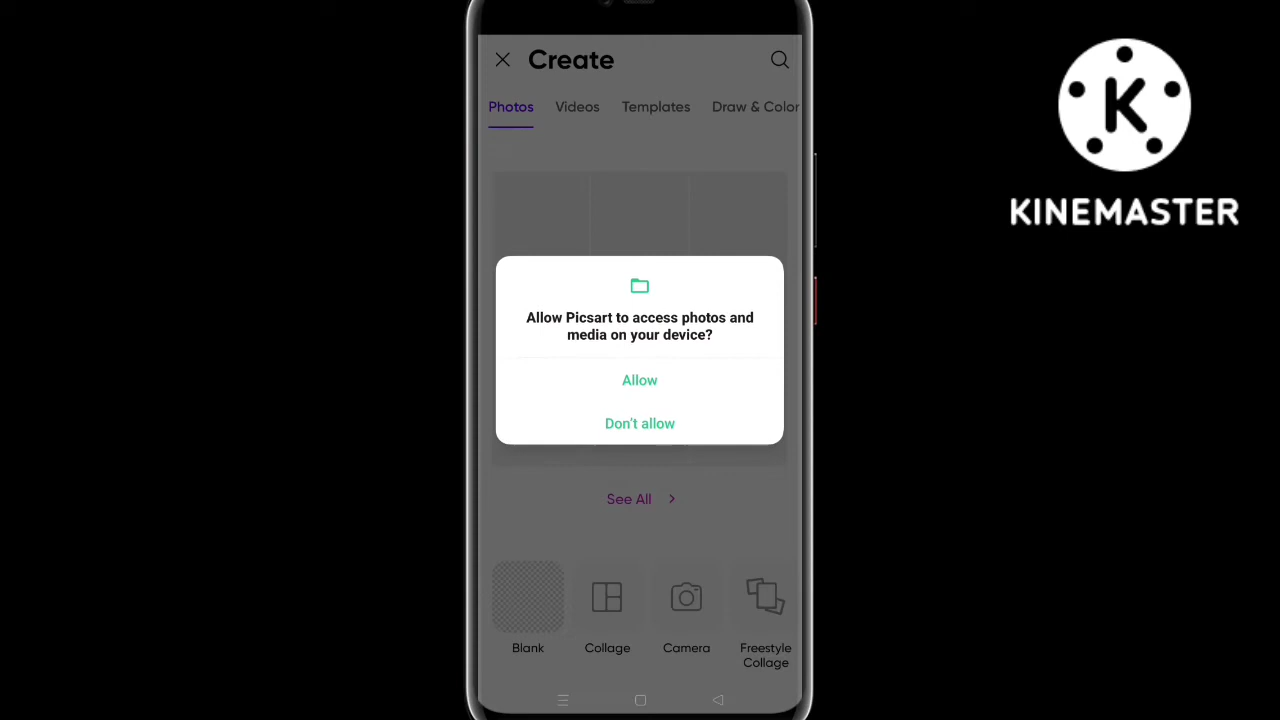 Create
Photos Videos Templates Draw & Color
KINEMASTER
Allow Picsart to access photos and
media on your device?
Allow
Don't allow
See All
Blank Collage Camera Freestyle
Collage